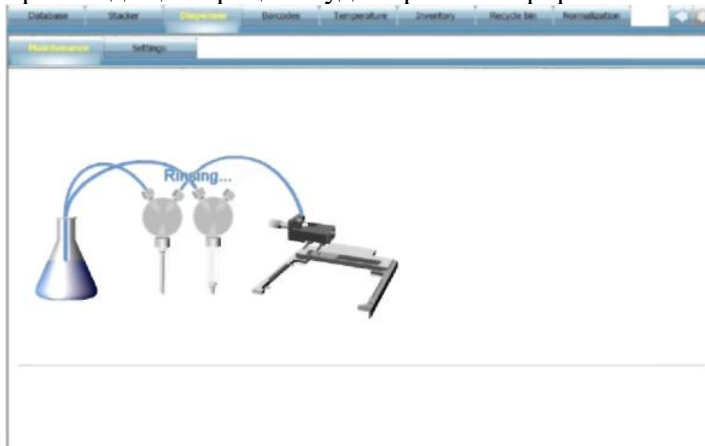 Database Stacker Dispenser Barcodes Temperature Inventory Recycle bin Normalization
Maintenance Settings
Rinsing...